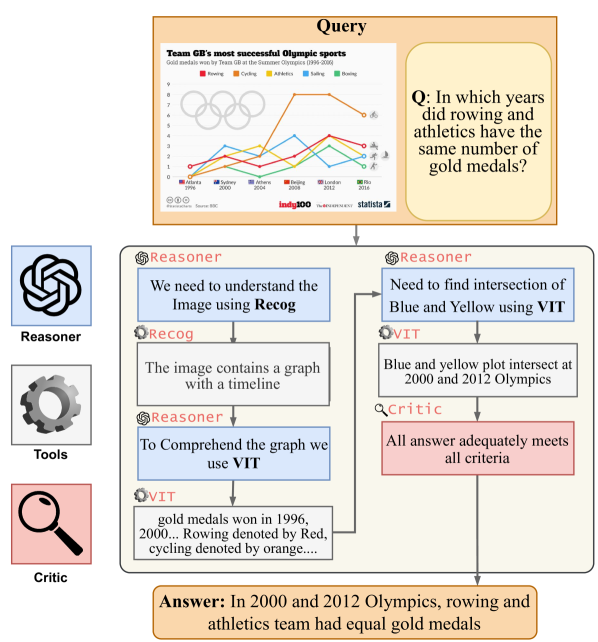 Query
Team GB's most successful Olympic sports
Gold medals won by Team GB at the Summer Olympics (1996-2016)
Rowing Cycling Athletics Sailing Boxing
9
8
7
6
5
4
3
2
1
0
Atlanta Sydney Athens Beijing London Rio
1996 2000 2004 2008 2012 2016
Source: BBC
indy100 INDEPENDENT statista
Q: In which years
did rowing and
athletics have the
same number of
gold medals?
Reasoner
Tools
Critic
Reasoner
We need to understand the
Image using Recog
Recog
The image contains a graph
with a timeline
Reasoner
To Comprehend the graph we
use VIT
VIT
gold medals won in 1996,
2000... Rowing denoted by Red,
cycling denoted by orange....
Reasoner
Need to find intersection of
Blue and Yellow using VIT
VIT
Blue and yellow plot intersect at
2000 and 2012 Olympics
Critic
All answer adequately meets
all criteria
Answer: In 2000 and 2012 Olympics, rowing and
athletics team had equal gold medals